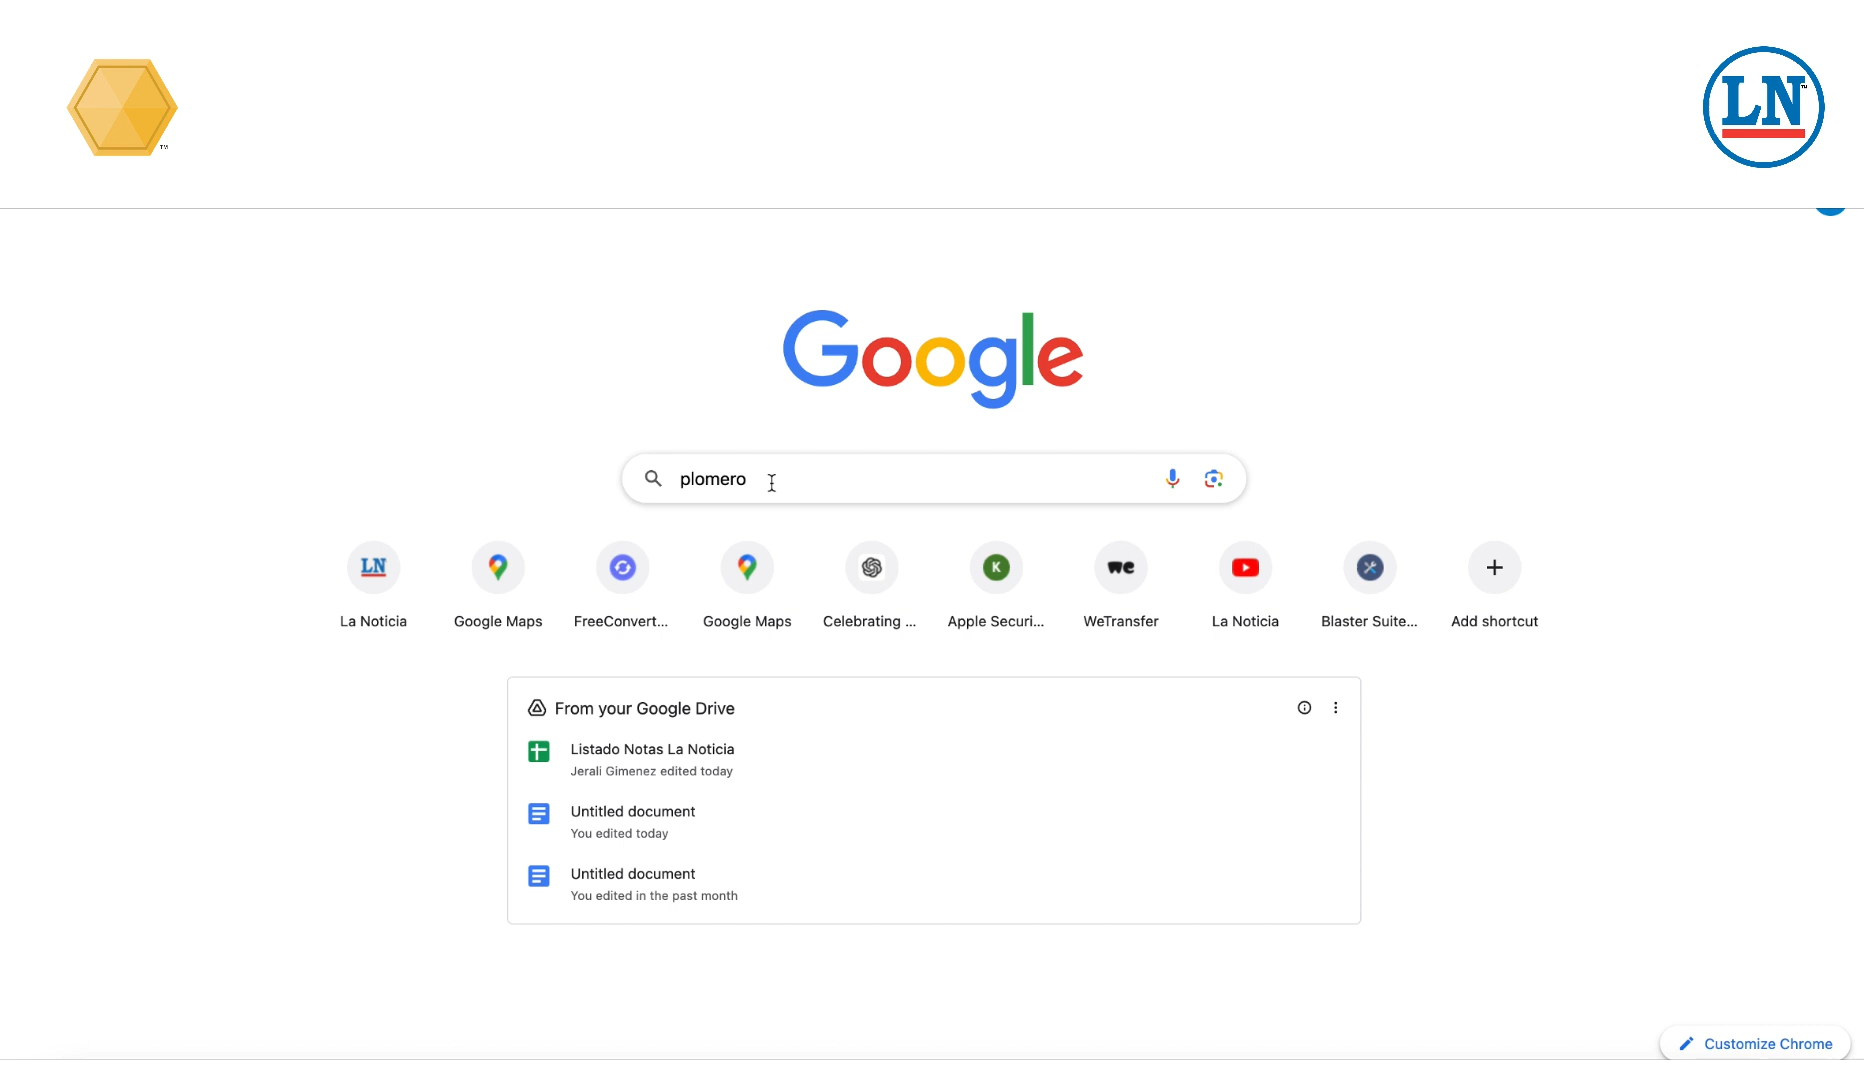 TM
LN
TM
Google
plomero
LN
K
we
La Noticia
Google Maps
FreeConvert...
Google Maps
Celebrating ...
Apple Securi...
WeTransfer
La Noticia
Blaster Suite...
Add shortcut
From your Google Drive
Listado Notas La Noticia
Jerali Gimenez edited today
Untitled document
You edited today
Untitled document
You edited in the past month
Customize Chrome